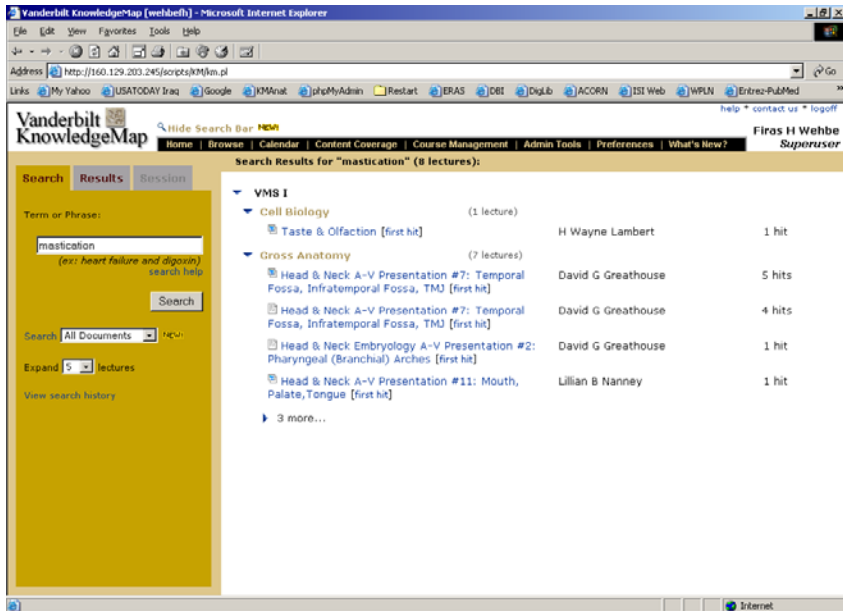 Vanderbilt KnowledgeMap [wehbefh] - Microsoft Internet Explorer
File Edit View Favorites Tools Help
Address http://160.129.203.245/scripts/KM/km.pl Go
Links My Yahoo USATODAY Iraq Google KMAnat phpMyAdmin Restart ERAS DBI DigLib ACORN ISI Web WPLN Entrez-PubMed »
help * contact us * logoff
Vanderbilt
KnowledgeMap
Hide Search Bar NEW!
Firas H Wehbe
Superuser
Home | Browse | Calendar | Content Coverage | Course Management | Admin Tools | Preferences | What's New?
Search Results Session
Term or Phrase:
mastication
(ex: heart failure and digoxin)
search help
Search
Search All Documents NEW!
Expand 5 lectures
View search history
Search Results for "mastication" (8 lectures):
VMS I
Cell Biology (1 lecture)
Taste & Olfaction [first hit] H Wayne Lambert 1 hit
Gross Anatomy (7 lectures)
Head & Neck A-V Presentation #7: Temporal David G Greathouse 5 hits
Fossa, Infratemporal Fossa, TMJ [first hit]
Head & Neck A-V Presentation #7: Temporal David G Greathouse 4 hits
Fossa, Infratemporal Fossa, TMJ [first hit]
Head & Neck Embryology A-V Presentation #2: David G Greathouse 1 hit
Pharyngeal (Branchial) Arches [first hit]
Head & Neck A-V Presentation #11: Mouth, Lillian B Nanney 1 hit
Palate,Tongue [first hit]
3 more...
Internet